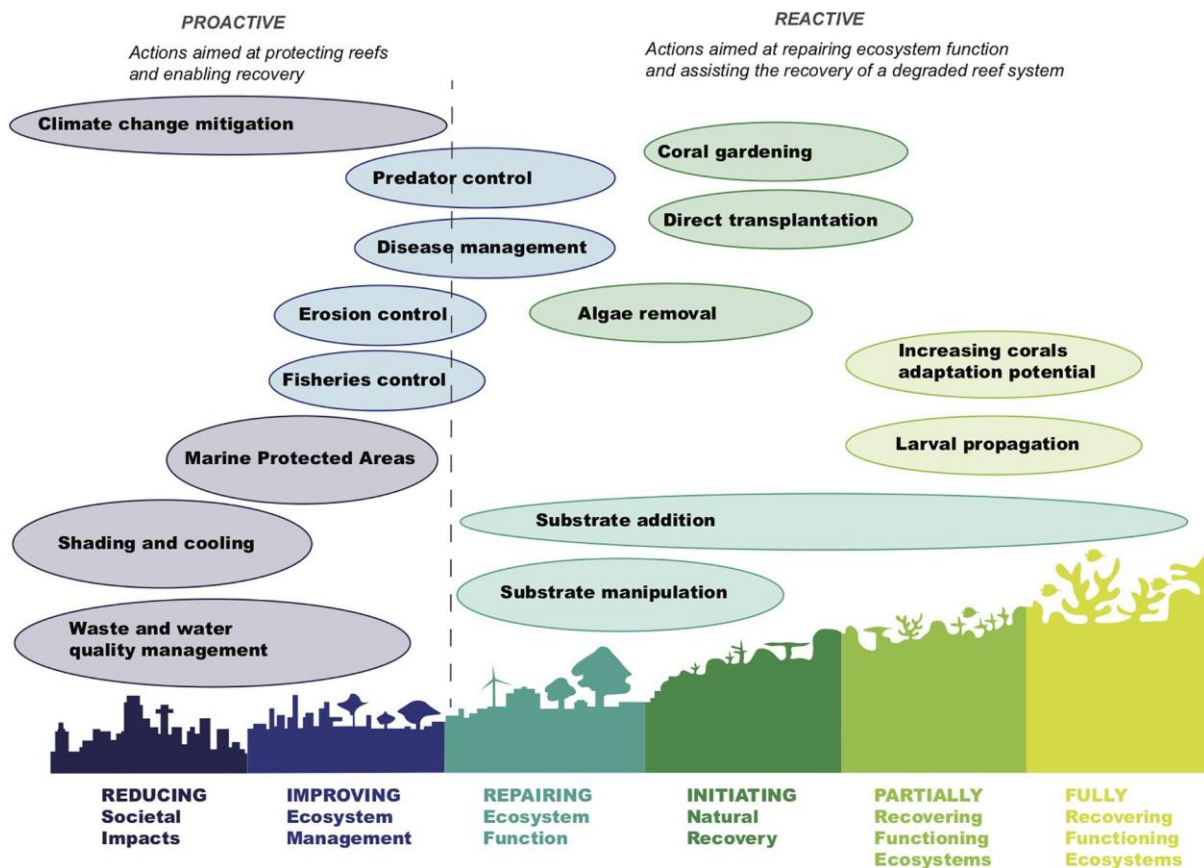 PROACTIVE
Actions aimed at protecting reefs
and enabling recovery
REACTIVE
Actions aimed at repairing ecosystem function
and assisting the recovery of a degraded reef system
Climate change mitigation
Coral gardening
Predator control
Direct transplantation
Disease management
Erosion control
Algae removal
Fisheries control
Increasing corals
adaptation potential
Marine Protected Areas
Larval propagation
Shading and cooling
Substrate addition
Substrate manipulation
Waste and water
quality management
REDUCING
Societal
Impacts
IMPROVING
Ecosystem
Management
REPAIRING
Ecosystem
Function
INITIATING
Natural
Recovery
PARTIALLY
Recovering
Functioning
Ecosystems
FULLY
Recovering
Functioning
Ecosystems